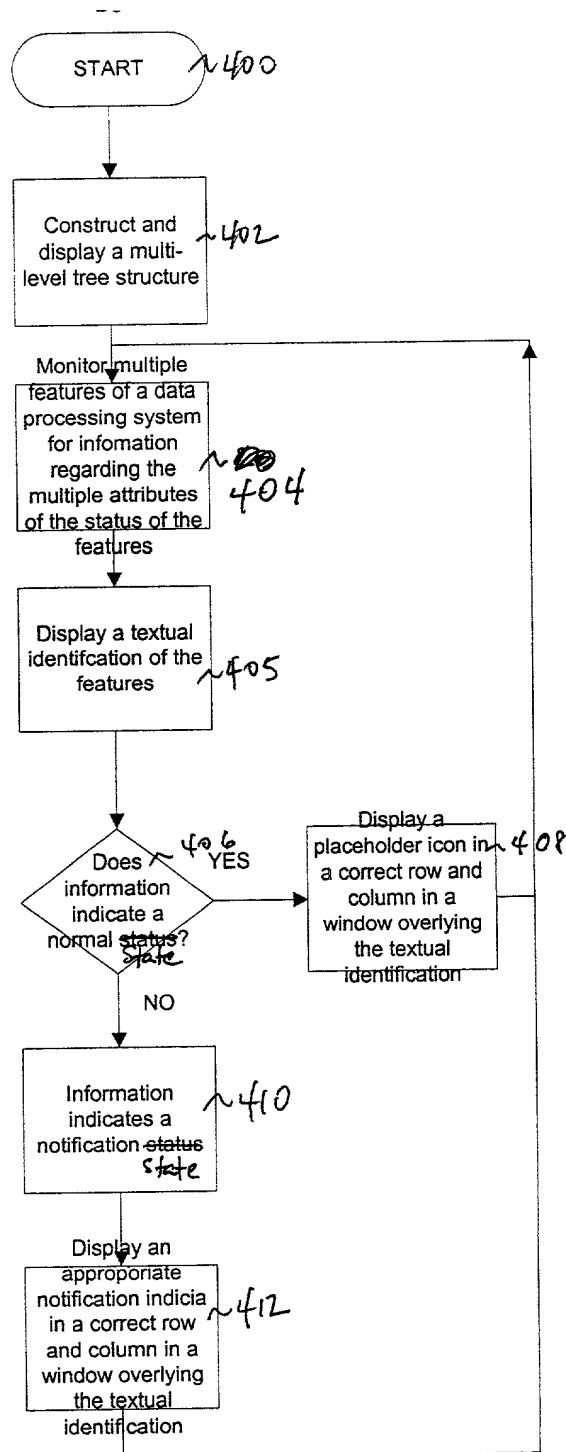 START
~400
Construct and
display a multi-
level tree structure
~402
Monitor multiple
features of a data
processing system
for infomation
regarding the
multiple attributes
of the status of the
features
~
404
Display a textual
identifcation of the
features
~405
Does
information
indicate a
normal status?
State
~406
YES
NO
Display a
placeholder icon in
a correct row and
column in a
window overlying
the textual
identification
~408
Information
indicates a
notification status
state
~410
Display an
approporiate
notification indicia
in a correct row
and column in a
window overlying
the textual
identification
~412